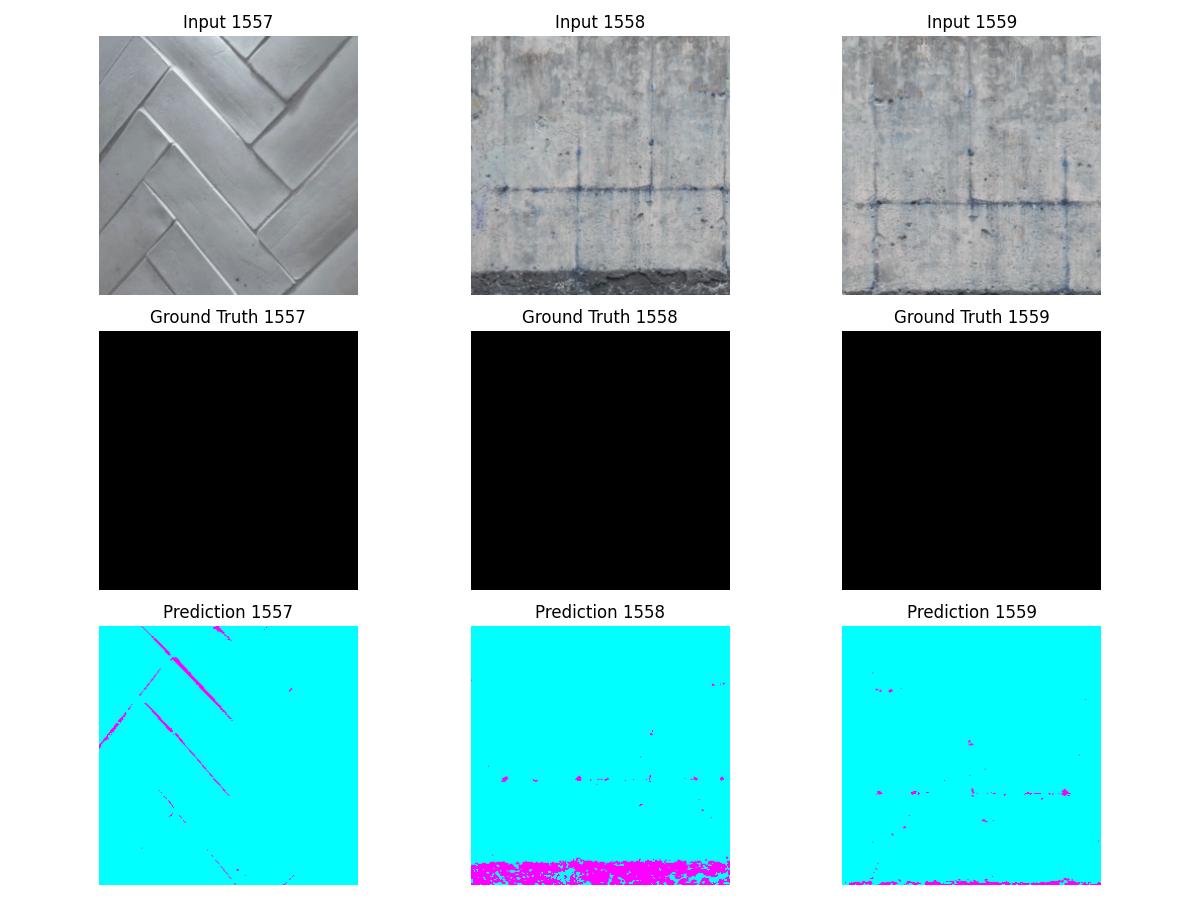 Input 1557
Input 1558
Input 1559
Ground Truth 1557
Ground Truth 1558
Ground Truth 1559
Prediction 1557
Prediction 1558
Prediction 1559